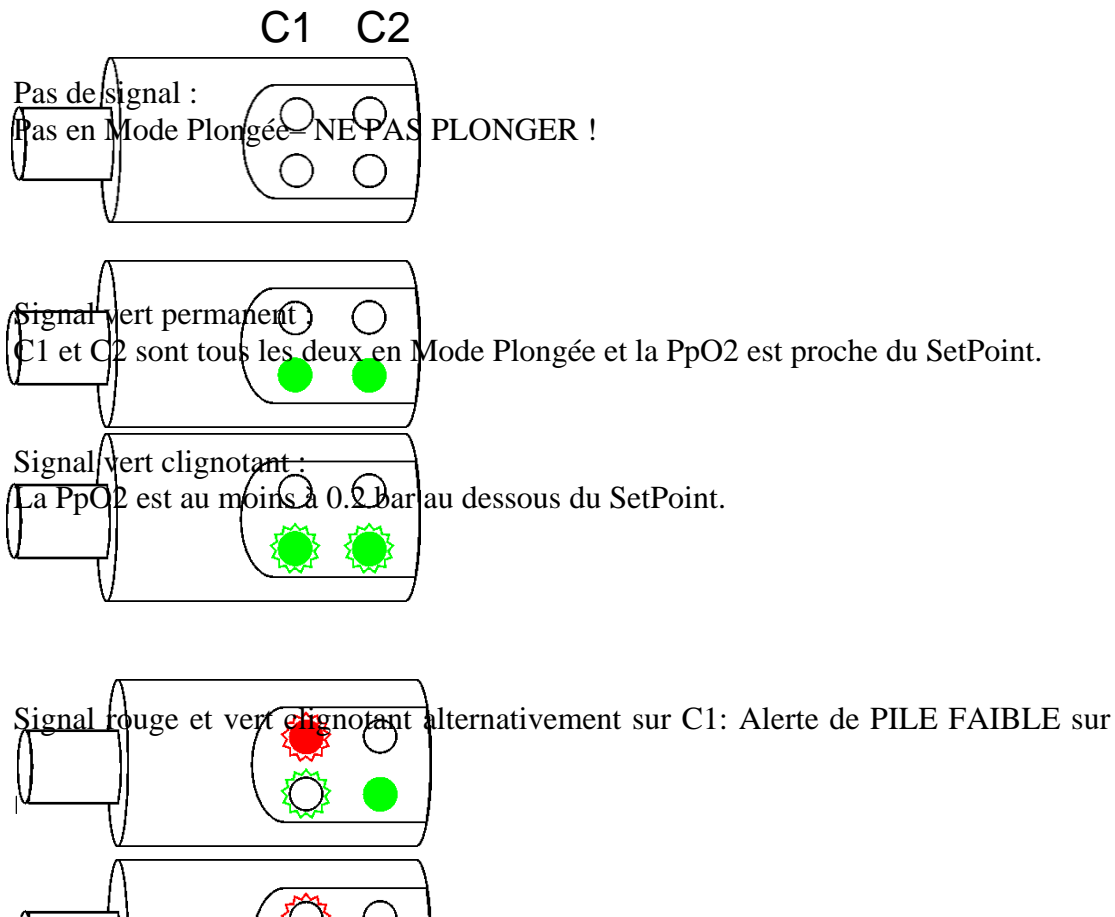 C1 C2
Pas de signal :
Pas en Mode Plongée– NE PAS PLONGER !
Signal vert permanent :
C1 et C2 sont tous les deux en Mode Plongée et la PpO2 est proche du SetPoint.
Signal vert clignotant :
La PpO2 est au moins à 0.2 bar au dessous du SetPoint.
Signal rouge et vert clignotant alternativement sur C1: Alerte de PILE FAIBLE sur